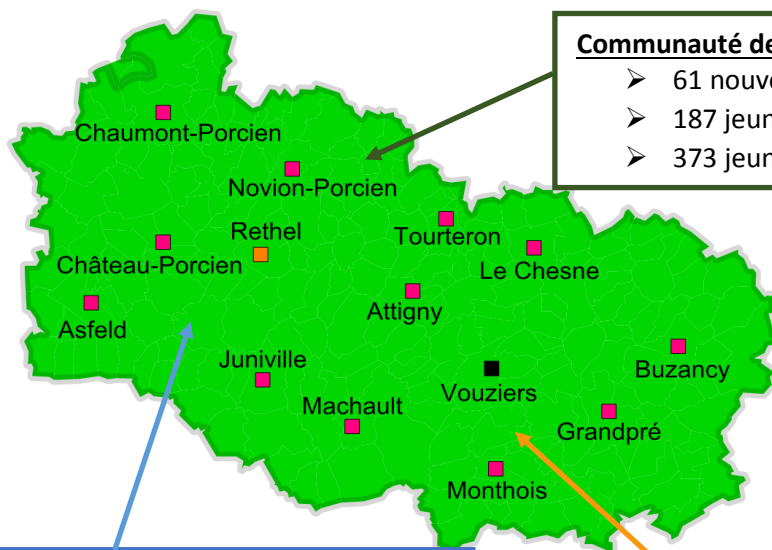 Communauté de
➢ 61 nouve
➢ 187 jeun
➢ 373 jeun
Chaumont-Porcien
Novion-Porcien
Rethel
Tourteron
Château-Porcien
Le Chesne
Attigny
Asfeld
Juniville
Buzancy
Vouziers
Machault
Grandpré
Monthois